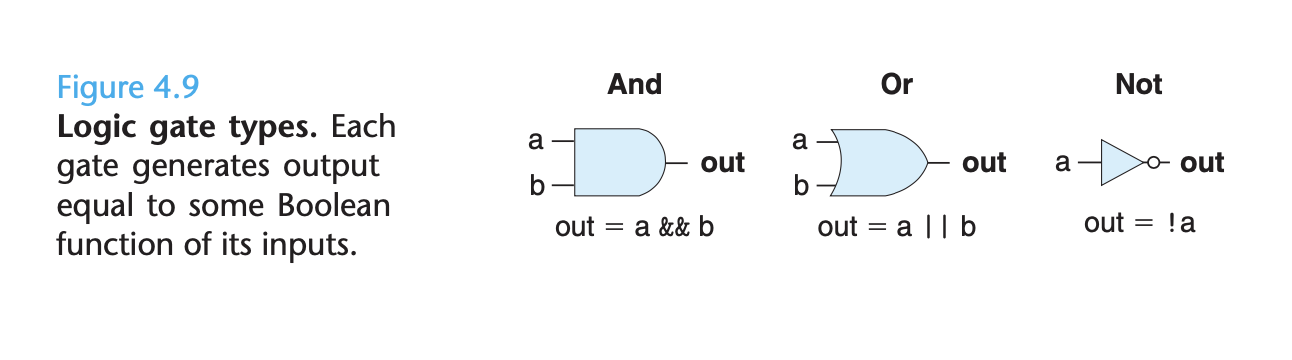 Figure 4.9
Logic gate types. Each
gate generates output
equal to some Boolean
function of its inputs.
And
a
b
out
out = a && b
Or
a
b
out
out = a || b
Not
a
out
out = !a